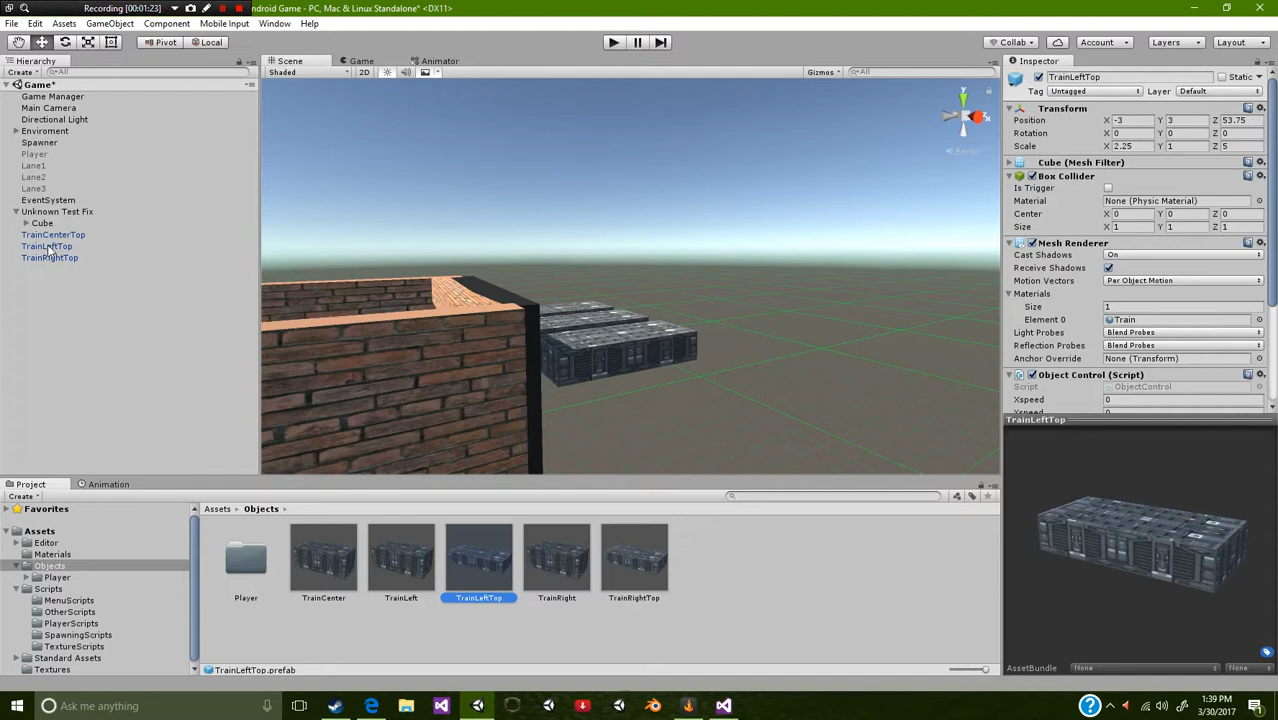 Recording [00:01:23]
ndroid Game - PC, Mac & Linux Standalone* <DX11>
File Edit Assets GameObject Component Mobile Input Window Help
Pivot Local
Collab Account Layers Layout
Hierarchy
Create All
Game*
Game Manager
Main Camera
Directional Light
Enviroment
Spawner
Player
Lane1
Lane2
Lane3
EventSystem
Unknown Test Fix
Cube
TrainCenterTop
TrainLeftTop
TrainRightTop
Scene Game Animator
Shaded 2D Gizmos All
y
Persp
Inspector
TrainLeftTop Static
Tag Untagged Layer Default
Transform
Position X -3 Y 3 Z 53.75
Rotation X 0 Y 0 Z 0
Scale X 2.25 Y 1 Z 5
Cube (Mesh Filter)
Box Collider
Is Trigger
Material None (Physic Material)
Center X 0 Y 0 Z 0
Size X 1 Y 1 Z 1
Mesh Renderer
Cast Shadows On
Receive Shadows
Motion Vectors Per Object Motion
Materials
Size 1
Element 0 Train
Light Probes Blend Probes
Reflection Probes Blend Probes
Anchor Override None (Transform)
Object Control (Script)
Script ObjectControl
Xspeed 0
Yspeed 0
TrainLeftTop
AssetBundle None None
Project Animation
Create
Favorites
Assets
Editor
Materials
Objects
Player
Scripts
MenuScripts
OtherScripts
PlayerScripts
SpawningScripts
TextureScripts
Standard Assets
Textures
Assets Objects
Player TrainCenter TrainLeft TrainLeftTop TrainRight TrainRightTop
TrainLeftTop.prefab
Ask me anything
1:39 PM
3/30/2017